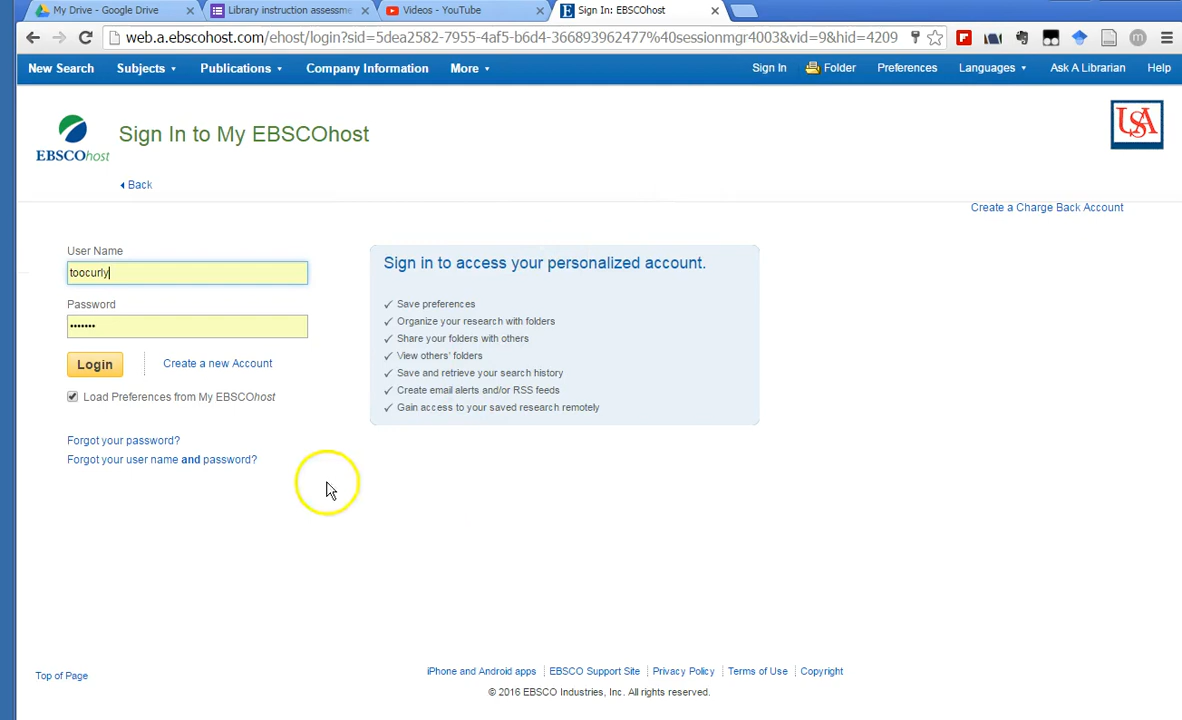 My Drive - Google Drive
Library instruction assessme
Videos - YouTube
Sign In: EBSCOhost
web.a.ebscohost.com/ehost/login?sid=5dea2582-7955-4af5-b6d4-366893962477%40sessionmgr4003&vid=9&hid=4209
New Search Subjects Publications Company Information More Sign In Folder Preferences Languages Ask A Librarian Help
EBSCOhost
Sign In to My EBSCOhost
USA
Back
Create a Charge Back Account
User Name
toocurly
Password
•••••••
Login
Create a new Account
Load Preferences from My EBSCOhost
Forgot your password?
Forgot your user name and password?
Sign in to access your personalized account.
✓ Save preferences
✓ Organize your research with folders
✓ Share your folders with others
✓ View others' folders
✓ Save and retrieve your search history
✓ Create email alerts and/or RSS feeds
✓ Gain access to your saved research remotely
Top of Page
iPhone and Android apps EBSCO Support Site Privacy Policy Terms of Use Copyright
© 2016 EBSCO Industries, Inc. All rights reserved.